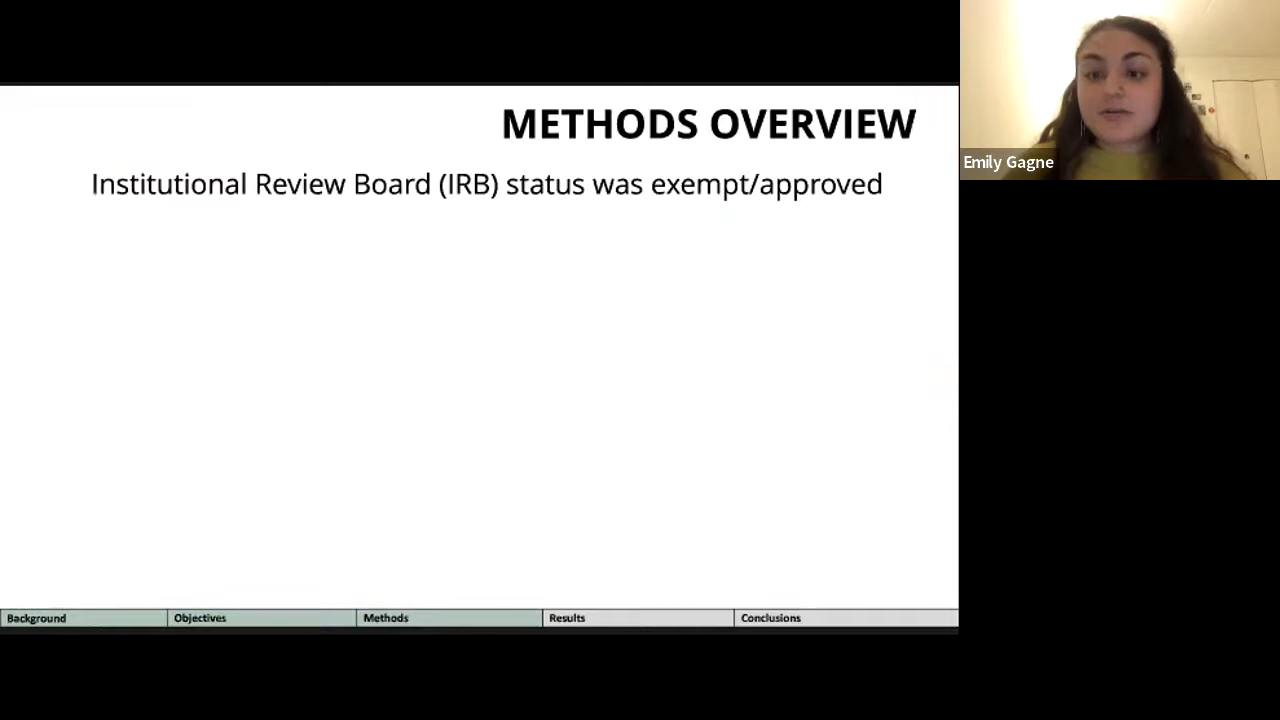 METHODS OVERVIEW
Institutional Review Board (IRB) status was exempt/approved
Emily Gagne
Background
Objectives
Methods
Results
Conclusions